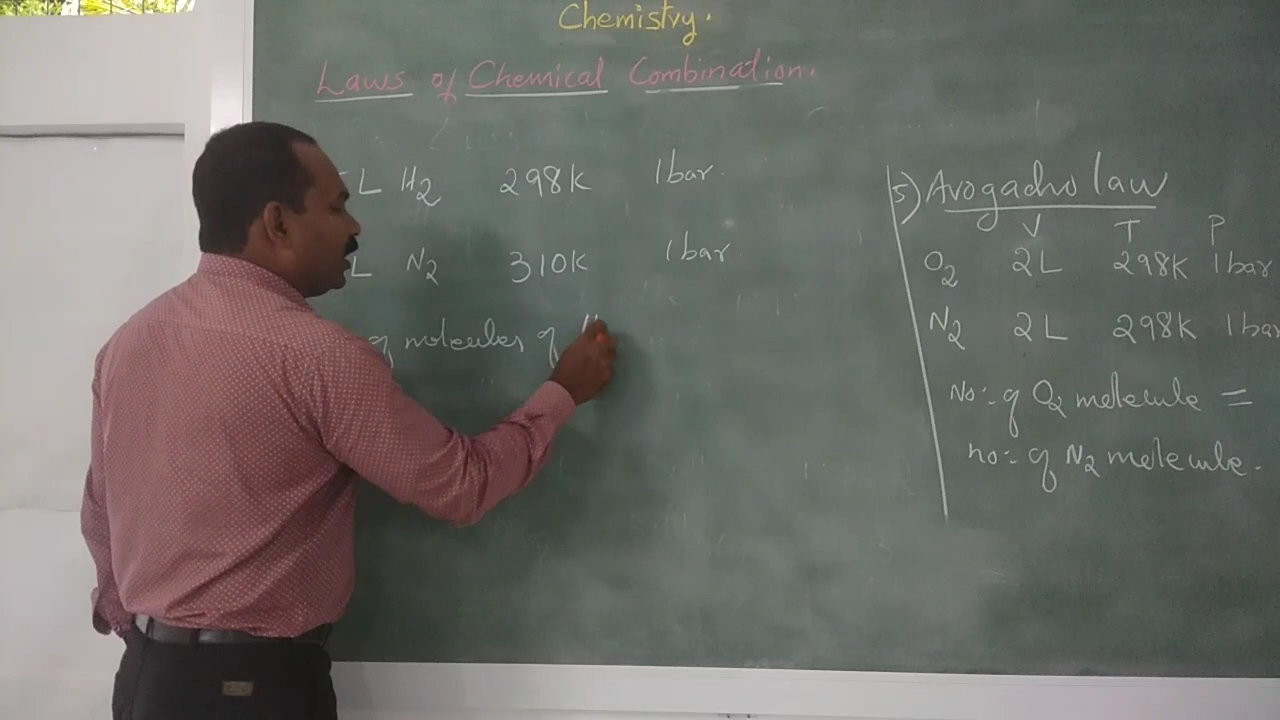 Chemistry.
Laws of Chemical Combination.
L H2 298K 1bar.
L N2 310K 1bar
of molecules of
5) Avogadro law
V T P
O2 2L 298K 1bar
N2 2L 298K 1bar
No: of O2 molecule =
no: of N2 molecule.